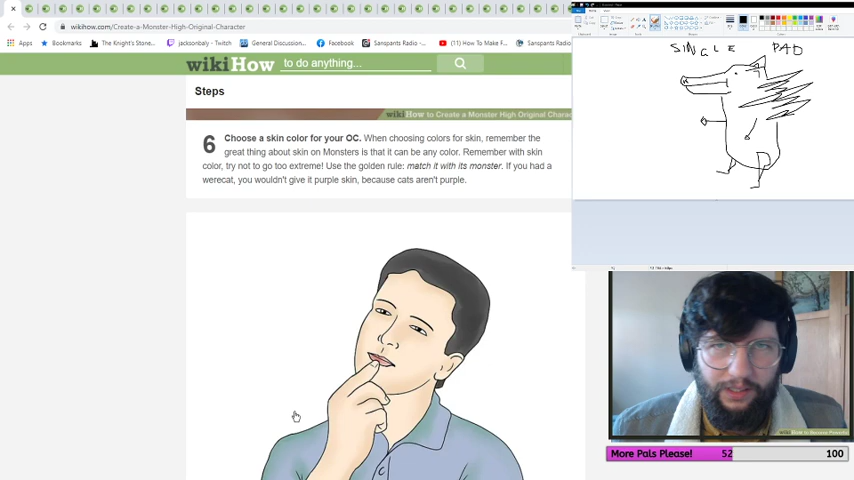 wikihow.com/Create-a-Monster-High-Original-Character
Apps
Bookmarks
The Knight's Stone...
jacksonbaly - Twitch
General Discussion...
Facebook
Sanspants Radio -...
(11) How To Make F...
Sanspants Radio
wikiHow to do anything...
Steps
wikiHow to Create a Monster High Original Charac
6 Choose a skin color for your OC. When choosing colors for skin, remember the
great thing about skin on Monsters is that it can be any color. Remember with skin
color, try not to go too extreme! Use the golden rule: match it with its monster. If you had a
werecat, you wouldn't give it purple skin, because cats aren't purple.
SINGLE PAD
wikiHow to Become
More Pals Please! 52 100